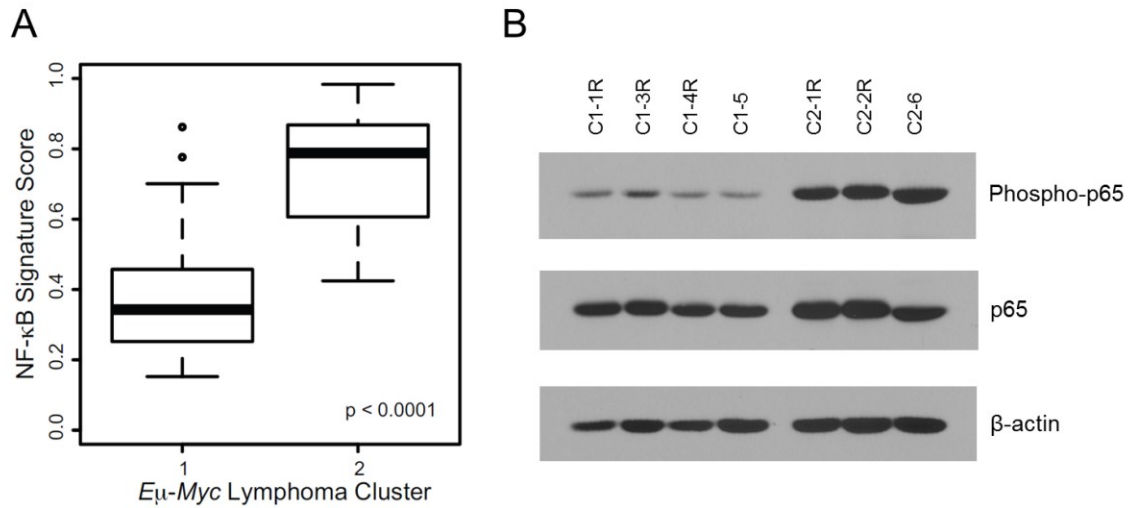 A
B
NF-κB Signature Score
1.0
0.8
0.6
0.4
0.2
0.0
p < 0.0001
1
2
Eμ-Myc Lymphoma Cluster
C1-1R
C1-3R
C1-4R
C1-5
C2-1R
C2-2R
C2-6
Phospho-p65
p65
β-actin